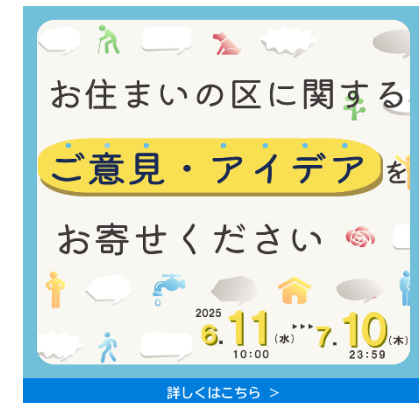 お住まいの区に関する
ご意見・アイデアを
お寄せください
2025
6.11(水)･･･7.10(木)
10:00 23:59
詳しくはこちら ＞